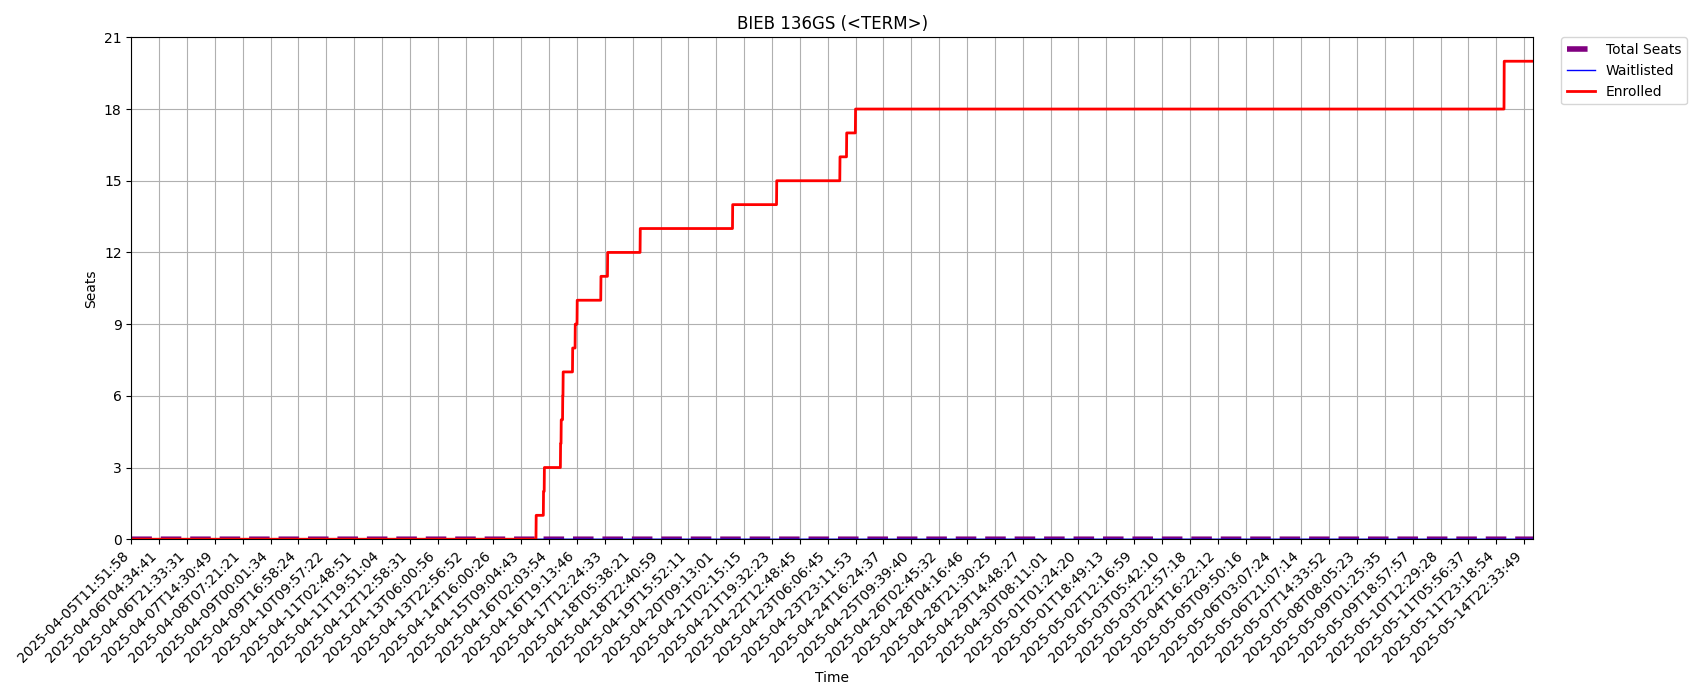 BIEB 136GS (<TERM>)
Total Seats
Waitlisted
Enrolled
21
18
15
12
9
6
3
0
Seats
2025-04-05T11:51:58
2025-04-06T04:34:41
2025-04-06T21:33:31
2025-04-07T14:30:49
2025-04-08T07:21:21
2025-04-09T00:01:34
2025-04-09T16:58:24
2025-04-10T09:57:22
2025-04-11T02:48:51
2025-04-11T19:51:04
2025-04-12T12:58:31
2025-04-13T06:00:56
2025-04-13T22:56:52
2025-04-14T16:00:26
2025-04-15T09:04:43
2025-04-16T02:03:54
2025-04-16T19:13:46
2025-04-17T12:24:33
2025-04-18T05:38:21
2025-04-18T22:40:59
2025-04-19T15:52:11
2025-04-20T09:13:01
2025-04-21T02:15:15
2025-04-21T19:32:23
2025-04-22T12:48:45
2025-04-23T06:06:45
2025-04-23T23:11:53
2025-04-24T16:24:37
2025-04-25T09:39:40
2025-04-26T02:45:32
2025-04-28T04:16:46
2025-04-28T21:30:25
2025-04-29T14:48:27
2025-04-30T08:11:01
2025-05-01T01:24:20
2025-05-01T18:49:13
2025-05-02T12:16:59
2025-05-03T05:42:10
2025-05-03T22:57:18
2025-05-04T16:22:12
2025-05-05T09:50:16
2025-05-06T03:07:24
2025-05-06T21:07:14
2025-05-07T14:33:52
2025-05-08T08:05:23
2025-05-09T01:25:35
2025-05-09T18:57:57
2025-05-10T12:29:28
2025-05-11T05:56:37
2025-05-11T23:18:54
2025-05-14T22:33:49
Time